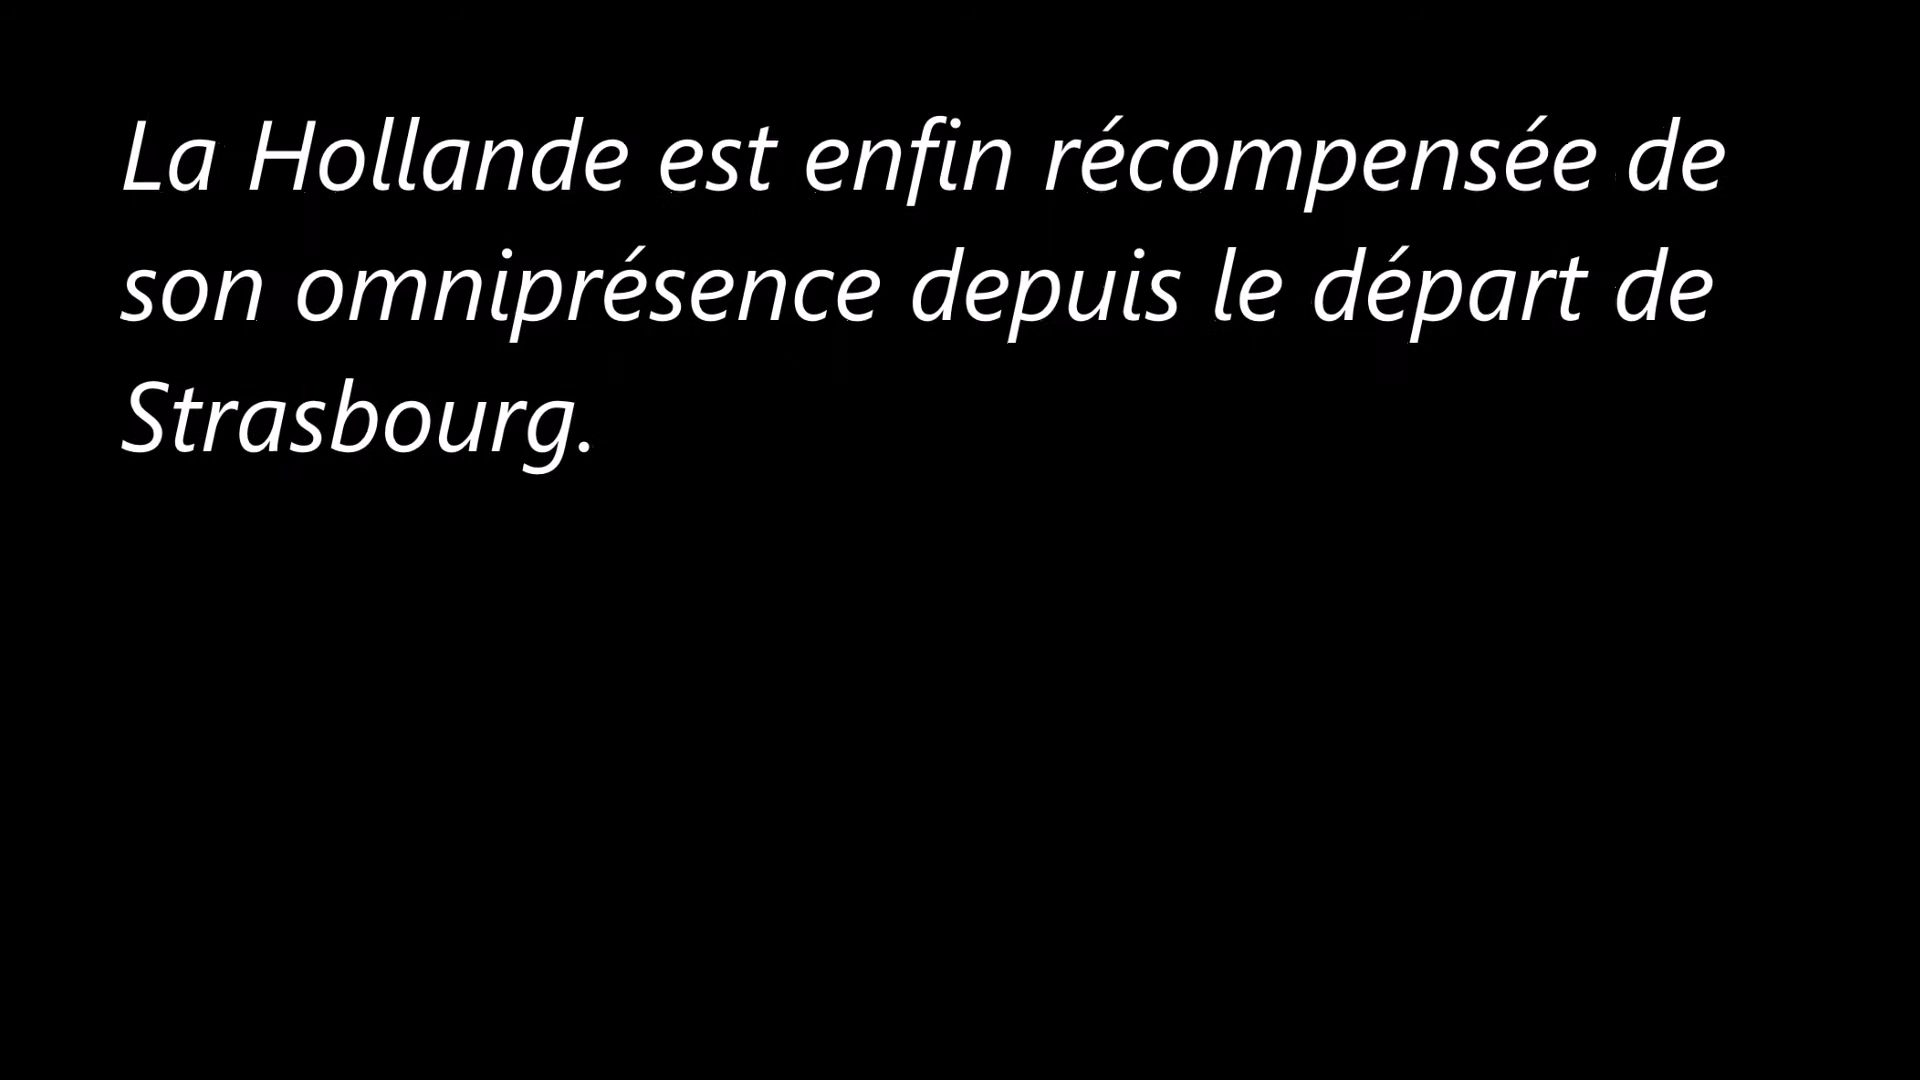 La Hollande est enfin récompensée de
son omniprésence depuis le départ de
Strasbourg.